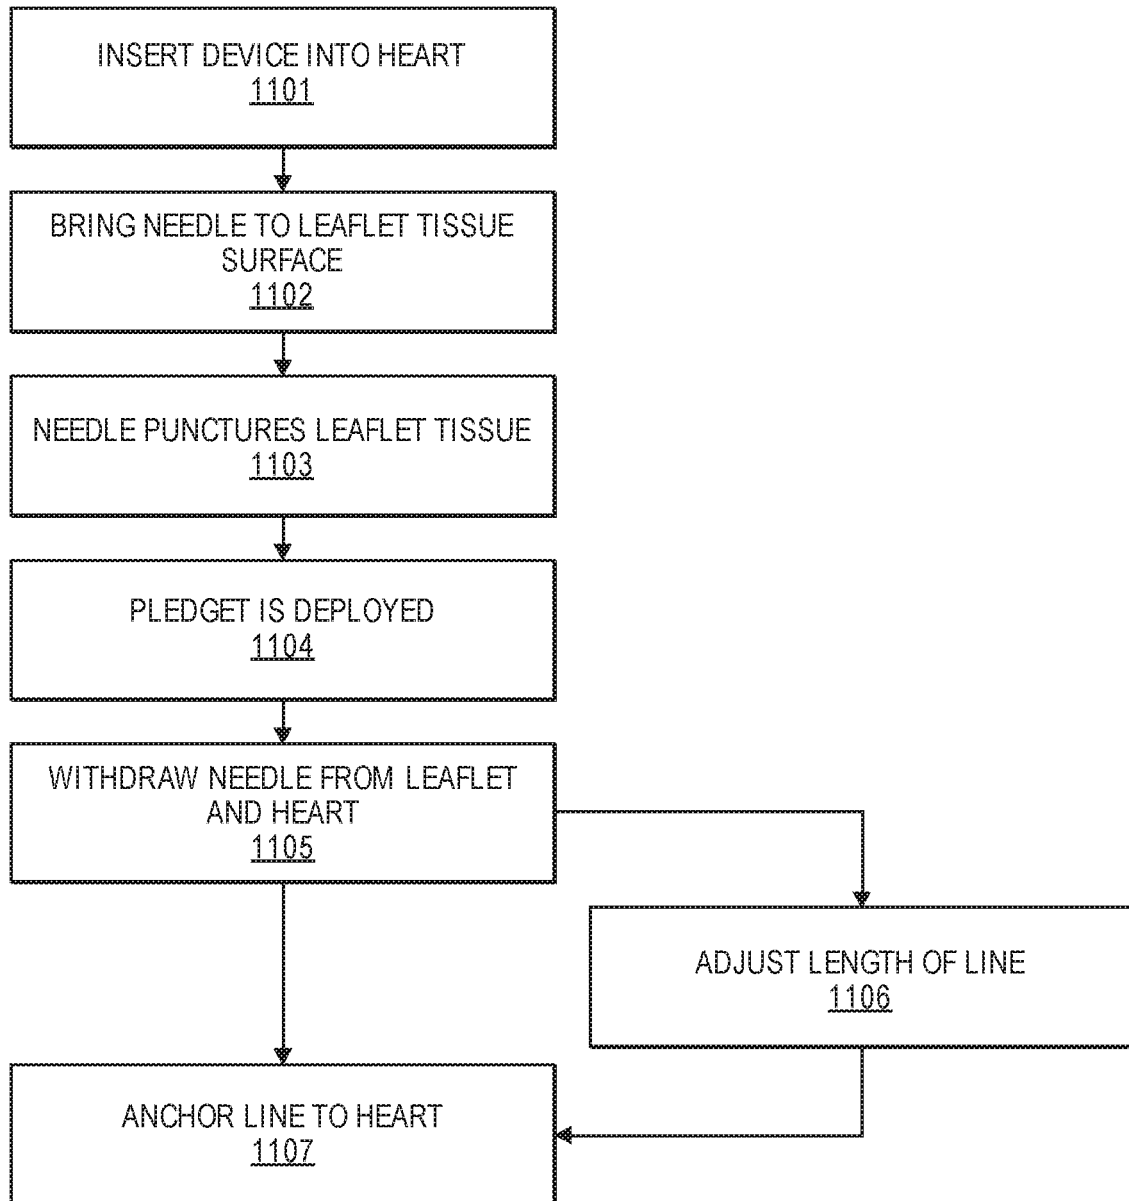 INSERT DEVICE INTO HEART
1101
BRING NEEDLE TO LEAFLET TISSUE
SURFACE
1102
NEEDLE PUNCTURES LEAFLET TISSUE
1103
PLEDGET IS DEPLOYED
1104
WITHDRAW NEEDLE FROM LEAFLET
AND HEART
1105
ADJUST LENGTH OF LINE
1106
ANCHOR LINE TO HEART
1107